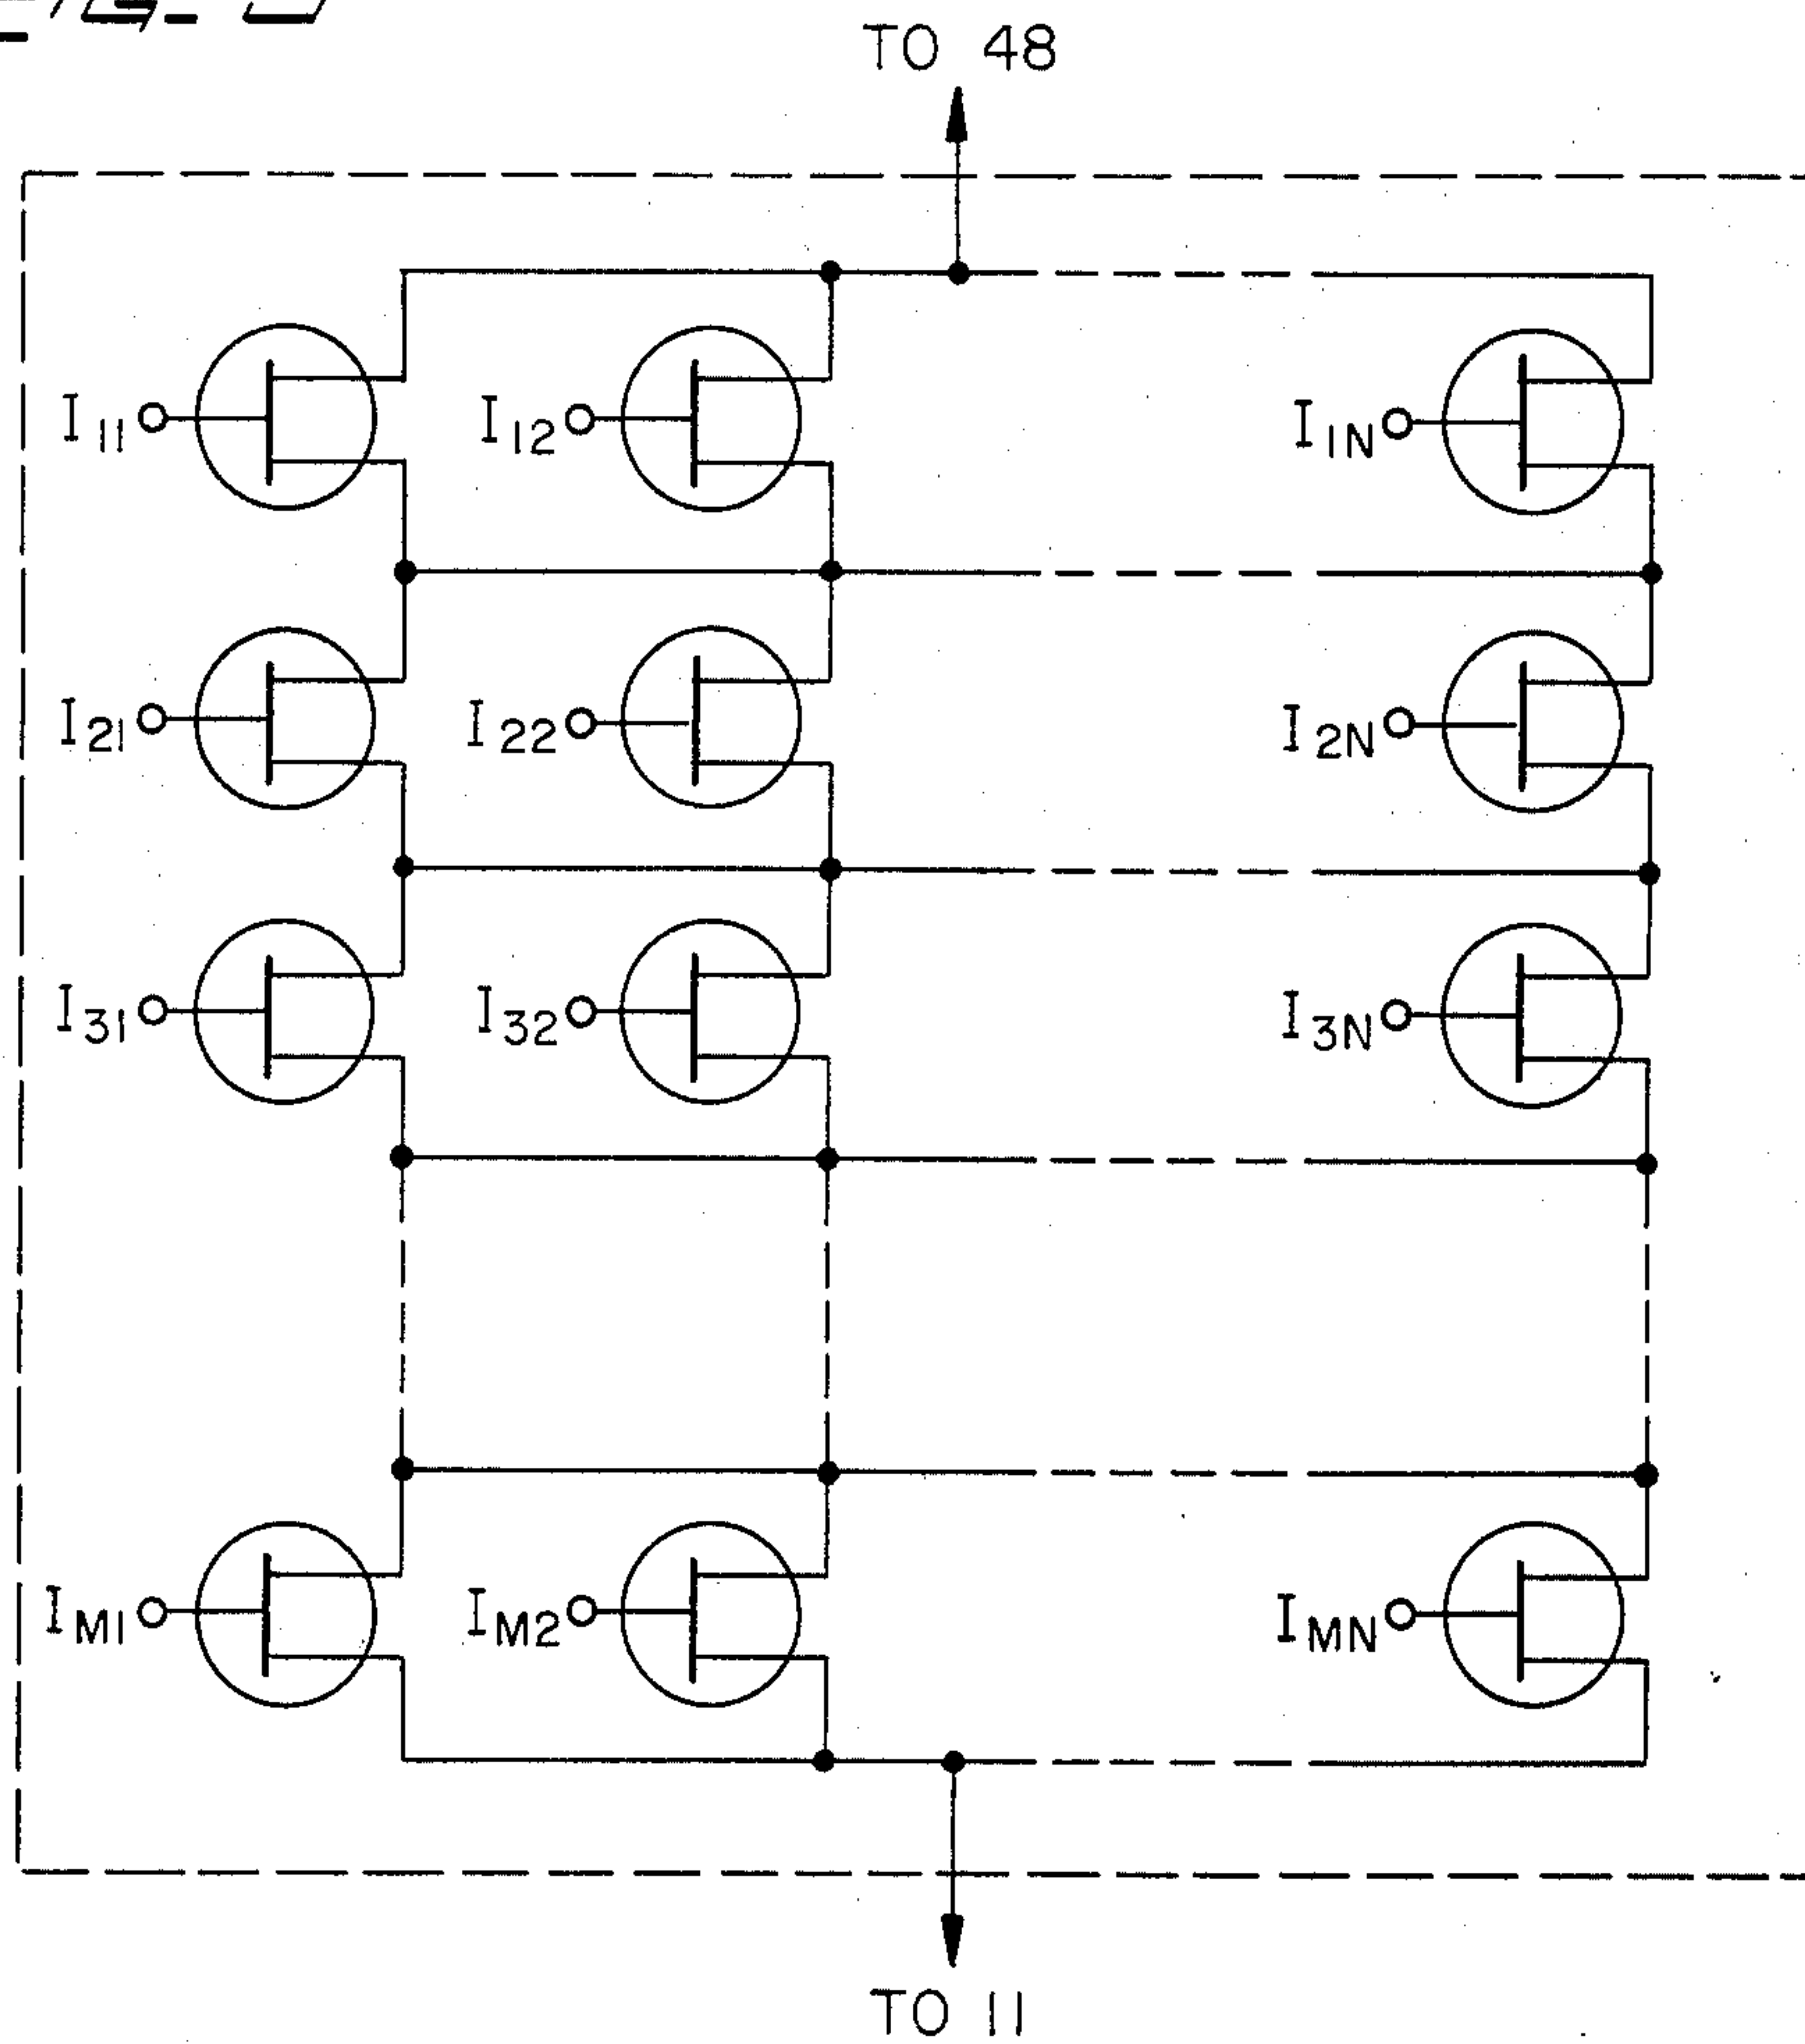 TO 48
I11 I12 I1N
I21 I22 I2N
I31 I32 I3N
IM1 IM2 IMN
TO 11